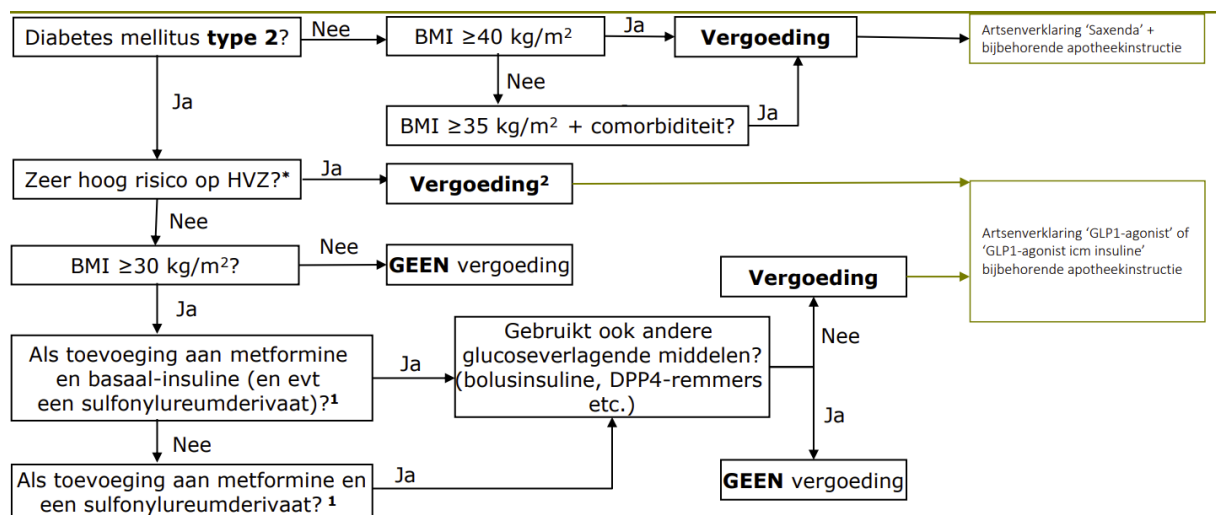 Diabetes mellitus type 2?
Nee
BMI ≥40 kg/m²
Ja
Vergoeding
Artsenverklaring ‘Saxenda’ +
bijbehorende apotheekinstructie
Ja
Nee
BMI ≥35 kg/m² + comorbiditeit?
Ja
Zeer hoog risico op HVZ?*
Ja
Vergoeding²
Nee
BMI ≥30 kg/m²?
Nee
GEEN vergoeding
Vergoeding
Artsenverklaring ‘GLP1-agonist’ of
‘GLP1-agonist icm insuline’
bijbehorende apotheekinstructie
Ja
Als toevoeging aan metformine
en basaal-insuline (en evt
een sulfonylureumderivaat)?¹
Ja
Gebruikt ook andere
glucoseverlagende middelen?
(bolusinsuline, DPP4-remmers
etc.)
Nee
Ja
GEEN vergoeding
Nee
Als toevoeging aan metformine en
een sulfonylureumderivaat? ¹
Ja